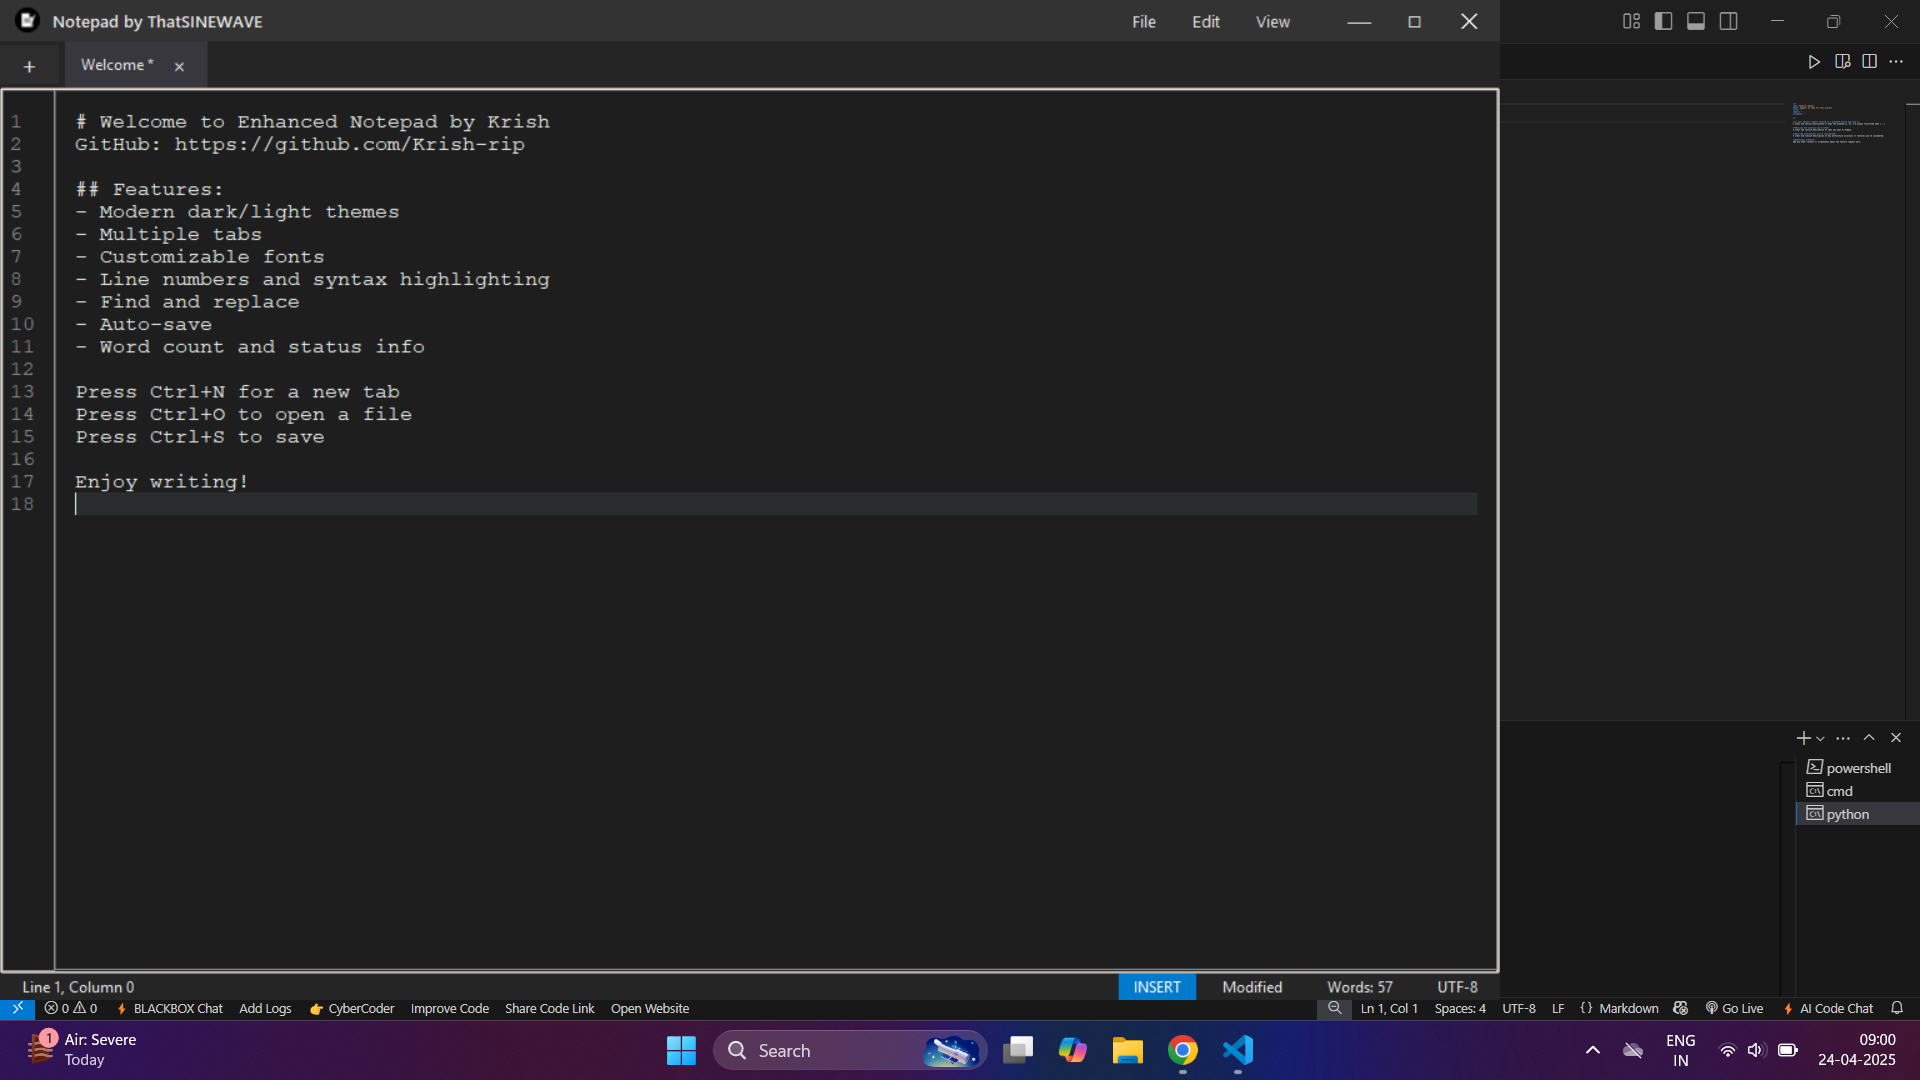 Notepad by ThatSINEWAVE
File Edit View
+ Welcome * ×
1 # Welcome to Enhanced Notepad by Krish
2 GitHub: https://github.com/Krish-rip
3
4 ## Features:
5 - Modern dark/light themes
6 - Multiple tabs
7 - Customizable fonts
8 - Line numbers and syntax highlighting
9 - Find and replace
10 - Auto-save
11 - Word count and status info
12
13 Press Ctrl+N for a new tab
14 Press Ctrl+O to open a file
15 Press Ctrl+S to save
16
17 Enjoy writing!
18
powershell
cmd
python
Line 1, Column 0 INSERT Modified Words: 57 UTF-8
0 0 BLACKBOX Chat Add Logs CyberCoder Improve Code Share Code Link Open Website Ln 1, Col 1 Spaces: 4 UTF-8 LF {} Markdown Go Live AI Code Chat
1 Air: Severe
Today
Search
ENG
IN
09:00
24-04-2025